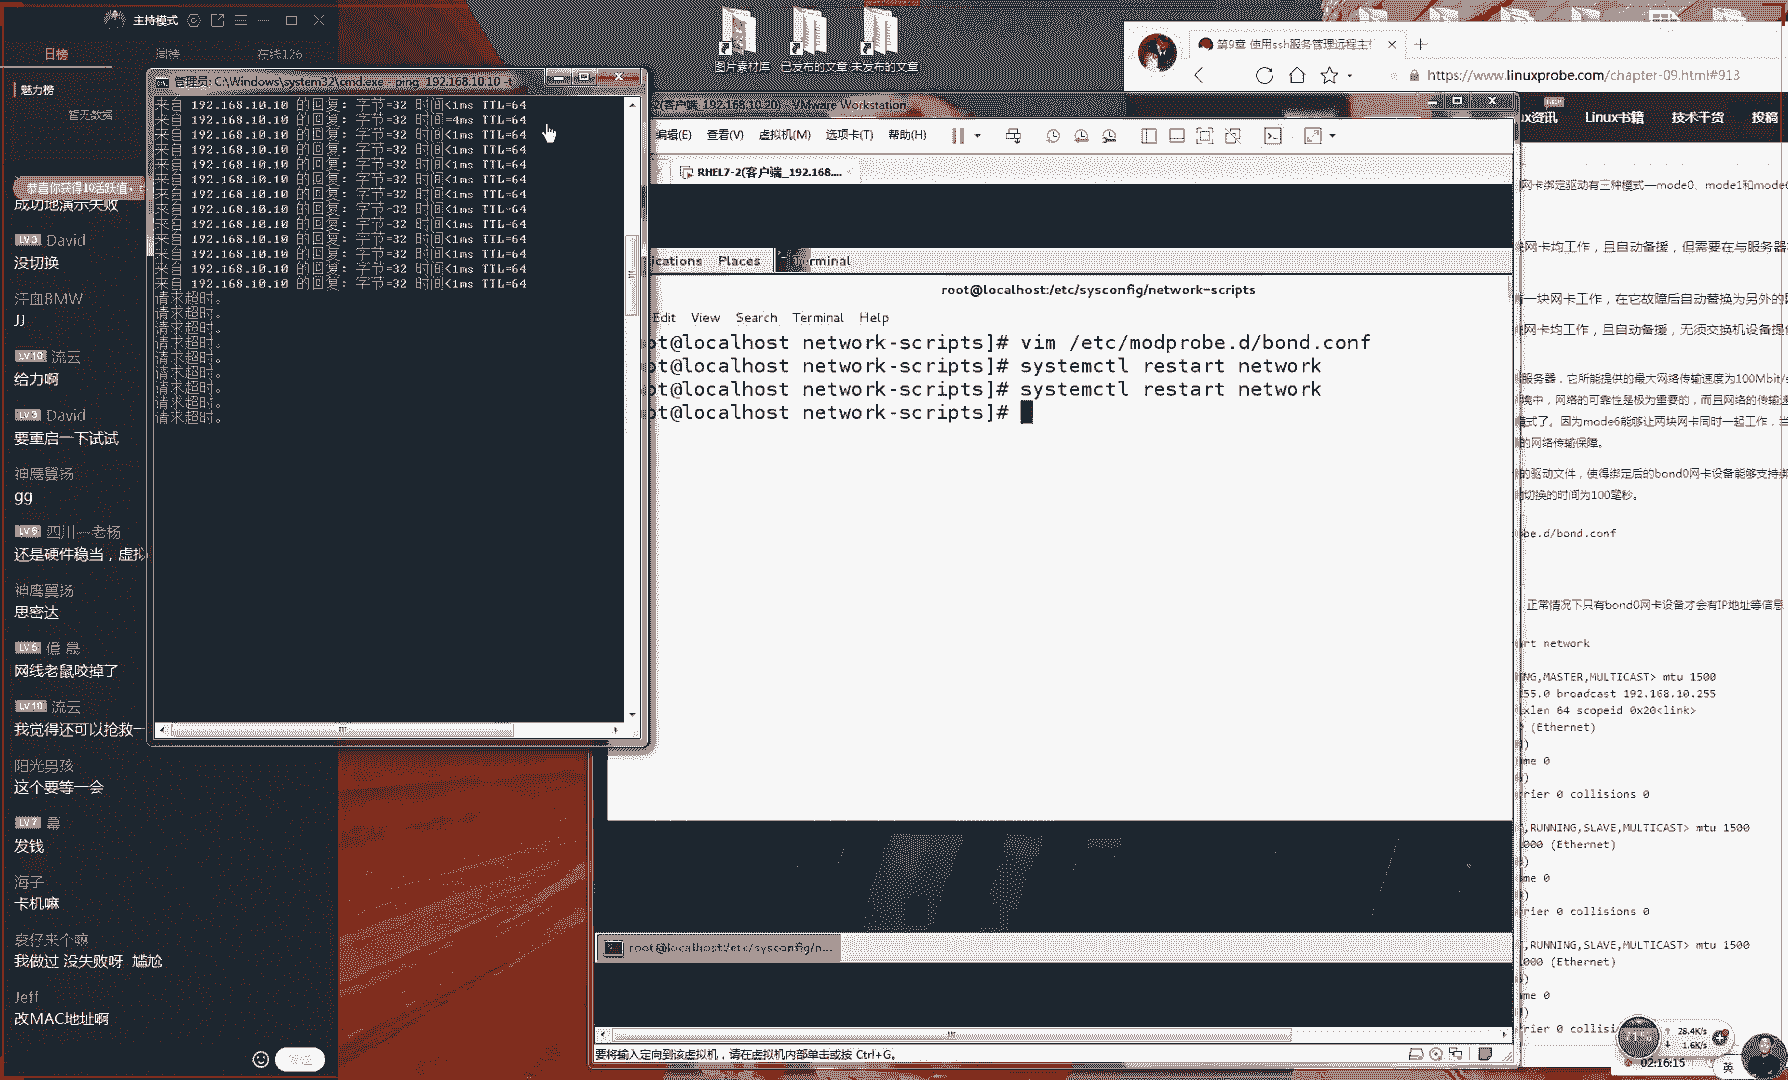 主持模式
日榜
周榜
在线126
魅力榜
暂无数据
恭喜你获得10活跃值，
成功地演示失败
LV3 David
没切换
汗血BMW
JJ
LV10 流云
给力啊
LV3 David
要重启一下试试
神鹰翼扬
gg
LV6 四川一老杨
还是硬件稳当，虚拟
神鹰翼扬
思密达
网线老鼠咬掉了
LV10 流云
我觉得还可以抢救一
阳光男孩
这个要等一会
LV7
发钱
海子
卡机嘛
我做过 没失败呀 尴尬
Jeff
改MAC地址啊
管理员: C:\Windows\system32\cmd.exe - ping 192.168.10.10 -t
来自 192.168.10.10 的回复: 字节=32 时间<1ms TTL=64
来自 192.168.10.10 的回复: 字节=32 时间=4ms TTL=64
来自 192.168.10.10 的回复: 字节=32 时间<1ms TTL=64
来自 192.168.10.10 的回复: 字节=32 时间<1ms TTL=64
来自 192.168.10.10 的回复: 字节=32 时间<1ms TTL=64
来自 192.168.10.10 的回复: 字节=32 时间<1ms TTL=64
来自 192.168.10.10 的回复: 字节=32 时间<1ms TTL=64
来自 192.168.10.10 的回复: 字节=32 时间<1ms TTL=64
来自 192.168.10.10 的回复: 字节=32 时间<1ms TTL=64
来自 192.168.10.10 的回复: 字节=32 时间<1ms TTL=64
来自 192.168.10.10 的回复: 字节=32 时间<1ms TTL=64
来自 192.168.10.10 的回复: 字节=32 时间<1ms TTL=64
来自 192.168.10.10 的回复: 字节=32 时间<1ms TTL=64
请求超时。
请求超时。
请求超时。
请求超时。
请求超时。
请求超时。
请求超时。
请求超时。
请求超时。
图片素材库 已发布的文章 未发布的文章
2(客户端_192.168.10.20) - VMware Workstation
编辑(E) 查看(V) 虚拟机(M) 选项卡(T) 帮助(H)
RHEL7-2(客户端_192.168....
ications Places Terminal
root@localhost:/etc/sysconfig/network-scripts
Edit View Search Terminal Help
ot@localhost network-scripts]# vim /etc/modprobe.d/bond.conf
ot@localhost network-scripts]# systemctl restart network
ot@localhost network-scripts]# systemctl restart network
ot@localhost network-scripts]#
root@localhost:/etc/sysconfig/n...
要将输入定向到该虚拟机，请在虚拟机内部单击或按 Ctrl+G。
第9章 使用ssh服务管理远程主
https://www.linuxprobe.com/chapter-09.html#913
ux资讯 Linux书籍 技术干货 投稿
网卡绑定驱动有三种模式—mode0、mode1和mode6
网卡均工作，且自动备援，但需要在与服务器
一块网卡工作，在它故障后自动替换为另外的
网卡均工作，且自动备援，无须交换机设备提
服务器，它所能提供的最大网络传输速度为100Mbit/s
境中，网络的可靠性是极为重要的，而且网络的传输速
式了。因为mode6能够让两块网卡同时一起工作，当
的网络传输保障。
的驱动文件，使得绑定后的bond0网卡设备能够支持绑
切换的时间为100毫秒。
be.d/bond.conf
正常情况下只有bond0网卡设备才会有IP地址等信息
rt network
NG,MASTER,MULTICAST> mtu 1500
55.0 broadcast 192.168.10.255
xlen 64 scopeid 0x20<link>
(Ethernet)
me 0
rier 0 collisions 0
,RUNNING,SLAVE,MULTICAST> mtu 1500
000 (Ethernet)
me 0
rier 0 collisions 0
,RUNNING,SLAVE,MULTICAST> mtu 1500
000 (Ethernet)
me 0
rier 0 collisi
28.4K/s
1.6K/s
02:16:15
英